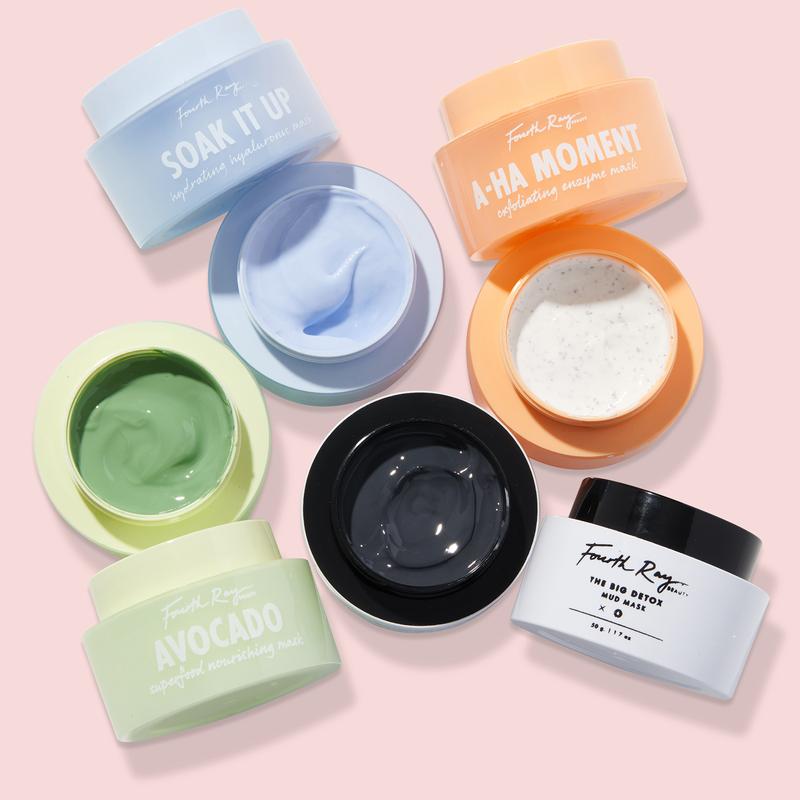 Fourth Ray
SOAK IT UP
hydrating hyaluronic mask
Fourth Ray
BEAUTY
A-HA MOMENT
exfoliating enzyme mask
Fourth Ray
AVOCADO
superfood nourishing mask
Fourth Ray
BEAUTY
THE BIG DETOX
MUD MASK
50 g. | 1.7 oz